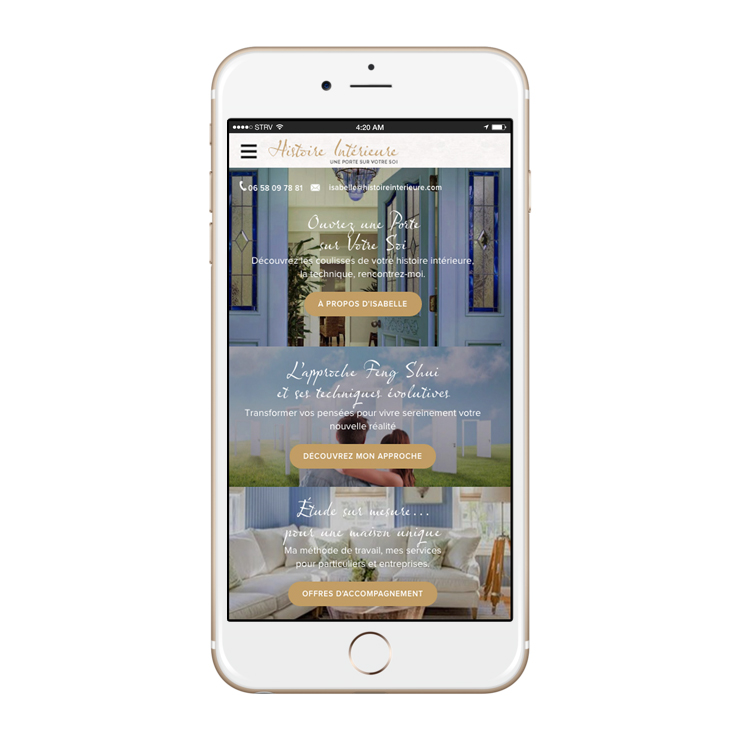 STRV 4:20 AM
Histoire Intérieure
UNE PORTE SUR VOTRE SOI
06 58 09 78 81 isabelle@histoireinterieure.com
Ouvrez une Porte
sur Votre Soi
Découvrez les coulisses de votre histoire intérieure,
la technique, rencontrez-moi.
À PROPOS D'ISABELLE
L'approche Feng Shui
et ses techniques évolutives
Transformer vos pensées pour vivre sereinement votre
nouvelle réalité
DÉCOUVREZ MON APPROCHE
Étude sur mesure...
pour une maison unique
Ma méthode de travail, mes services
pour particuliers et entreprises.
OFFRES D'ACCOMPAGNEMENT